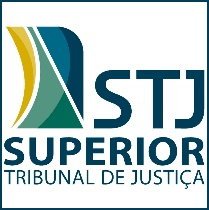 STJ
SUPERIOR
TRIBUNAL DE JUSTIÇA